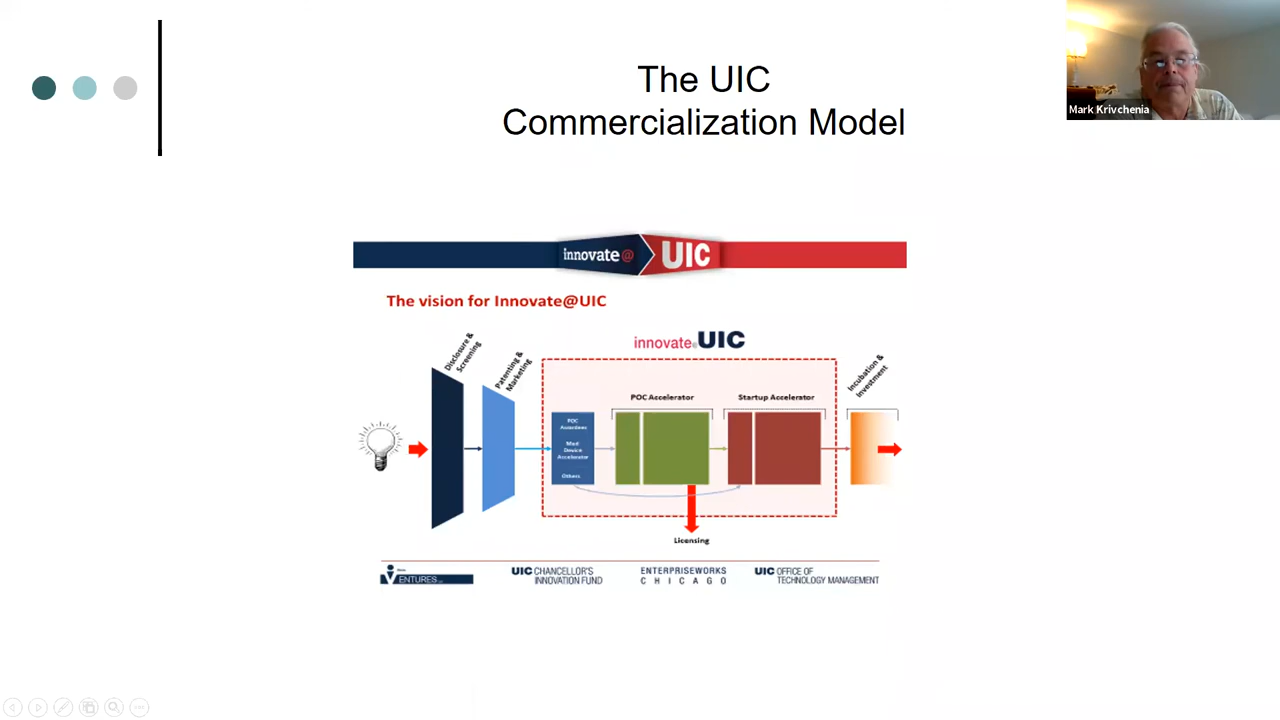 The UIC
Commercialization Model
Mark Krivchenia
innovate@
UIC
The vision for Innovate@UIC
innovate@UIC
Disclosure &
Screening
Patenting &
Marketing
Incubation &
Investment
POC Accelerator
Startup Accelerator
POC
Awardees
Med
Device
Accelerator
Others
Licensing
VENTURES
UIC CHANCELLOR'S
INNOVATION FUND
ENTERPRISEWORKS
CHICAGO
UIC OFFICE OF
TECHNOLOGY MANAGEMENT